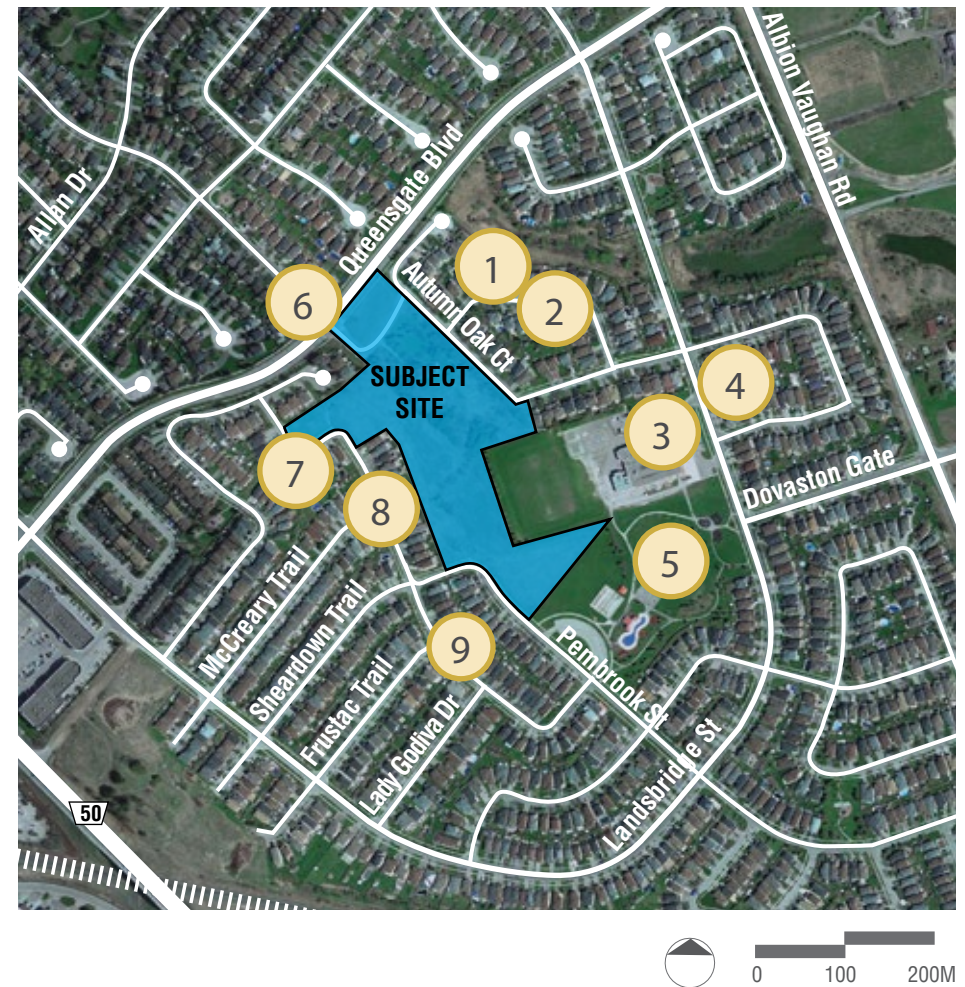 Albion Vaughan Rd
Allan Dr
Queensgate Blvd
Autumn Oak Ct
1
2
6
SUBJECT
SITE
4
3
7
8
Dovaston Gate
5
McCreary Trail
Sheardown Trail
Frustac Trail
9
Lady Godiva Dr
Pembrook St
Landsbridge St
50
0 100 200M